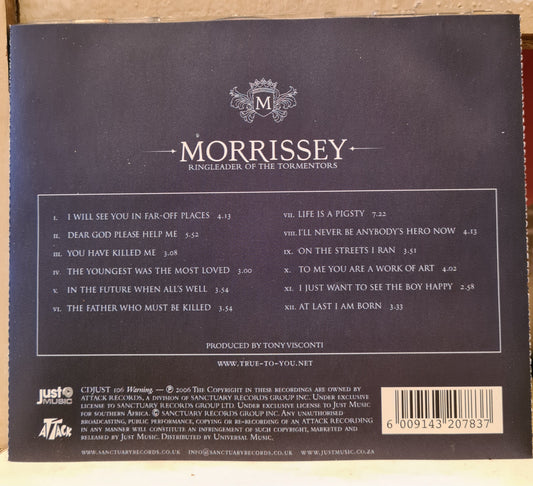 M
MORRISSEY
RINGLEADER OF THE TORMENTORS
I. I WILL SEE YOU IN FAR-OFF PLACES 4.13
II. DEAR GOD PLEASE HELP ME 5.52
III. YOU HAVE KILLED ME 3.08
IV. THE YOUNGEST WAS THE MOST LOVED 3.00
V. IN THE FUTURE WHEN ALL'S WELL 3.54
VI. THE FATHER WHO MUST BE KILLED 3.54
VII. LIFE IS A PIGSTY 7.22
VIII. I'LL NEVER BE ANYBODY'S HERO NOW 4.13
IX. ON THE STREETS I RAN 3.51
X. TO ME YOU ARE A WORK OF ART 4.02
XI. I JUST WANT TO SEE THE BOY HAPPY 2.58
XII. AT LAST I AM BORN 3.33
PRODUCED BY TONY VISCONTI
WWW.TRUE-TO-YOU.NET
just MUSIC
ATTACK
CDJUST 106 Warning. — ℗ 2006 The Copyright in these recordings are owned by
ATTACK RECORDS, A DIVISION OF SANCTUARY RECORDS GROUP INC. UNDER EXCLUSIVE
LICENSE TO SANCTUARY RECORDS GROUP LTD. UNDER EXCLUSIVE LICENSE TO JUST MUSIC
FOR SOUTHERN AFRICA. © SANCTUARY RECORDS GROUP INC. ANY UNAUTHORISED
BROADCASTING, PUBLIC PERFORMANCE, COPYING OR RE-RECORDING OF AN ATTACK RECORDING
IN ANY MANNER WILL CONSTITUTE AN INFRINGEMENT OF SUCH COPYRIGHT, MARKETED AND
RELEASED BY JUST MUSIC. DISTRIBUTED BY UNIVERSAL MUSIC.
WWW.SANCTUARYRECORDS.CO.UK INFO@SANCTUARYRECORDS.CO.UK WWW.JUSTMUSIC.CO.ZA
6 009143 207837